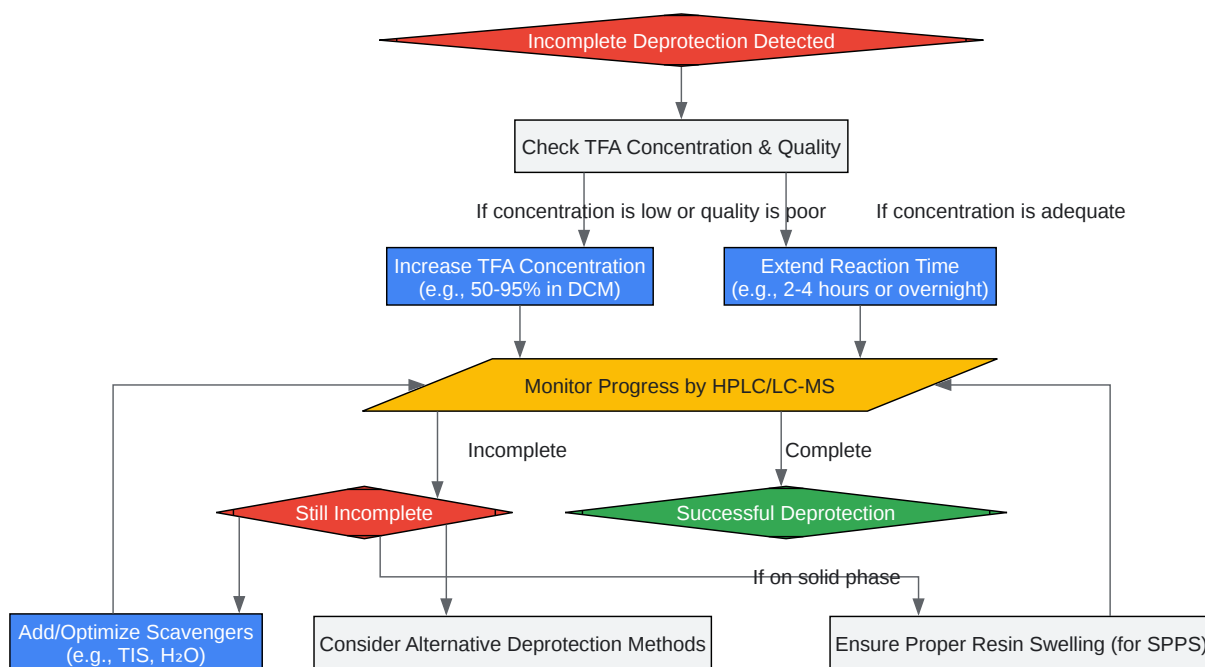 Incomplete Deprotection Detected
Check TFA Concentration & Quality
If concentration is low or quality is poor
If concentration is adequate
Increase TFA Concentration
(e.g., 50-95% in DCM)
Extend Reaction Time
(e.g., 2-4 hours or overnight)
Monitor Progress by HPLC/LC-MS
Incomplete
Complete
Still Incomplete
Successful Deprotection
If on solid phase
Add/Optimize Scavengers
(e.g., TIS, H₂O)
Consider Alternative Deprotection Methods
Ensure Proper Resin Swelling (for SPPS)